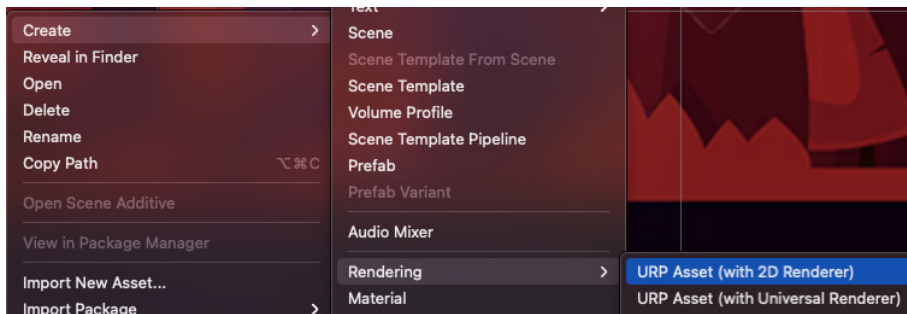 Create
Reveal in Finder
Open
Delete
Rename
Copy Path ⌥⌘C
Open Scene Additive
View in Package Manager
Import New Asset...
Import Package
Text
Scene
Scene Template From Scene
Scene Template
Volume Profile
Scene Template Pipeline
Prefab
Prefab Variant
Audio Mixer
Rendering
Material
URP Asset (with 2D Renderer)
URP Asset (with Universal Renderer)